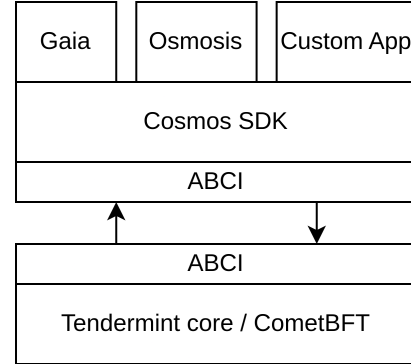 Gaia
Osmosis
Custom App
Cosmos SDK
ABCI
ABCI
Tendermint core / CometBFT